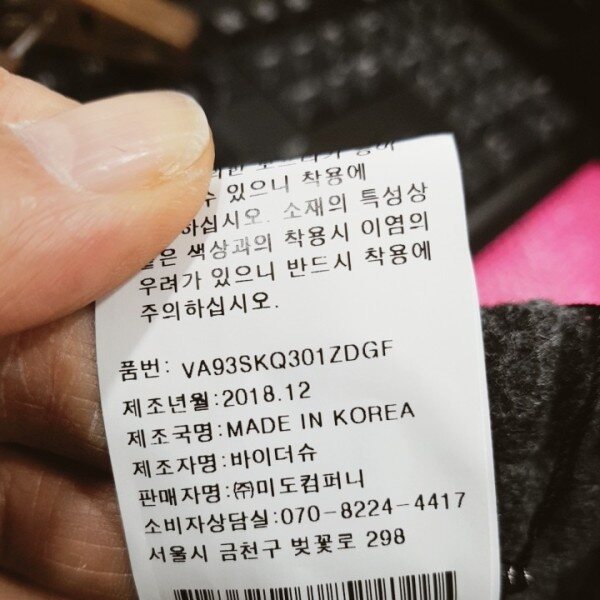 수 있으니 착용에
하십시오. 소재의 특성상
색상과의 착용시 이염의
우려가 있으니 반드시 착용에
주의하십시오.
품번: VA93SKQ301ZDGF
제조년월:2018.12
제조국명:MADE IN KOREA
제조자명:바이더슈
판매자명:㈜미도컴퍼니
소비자상담실:070-8224-4417
서울시 금천구 벚꽃로 298